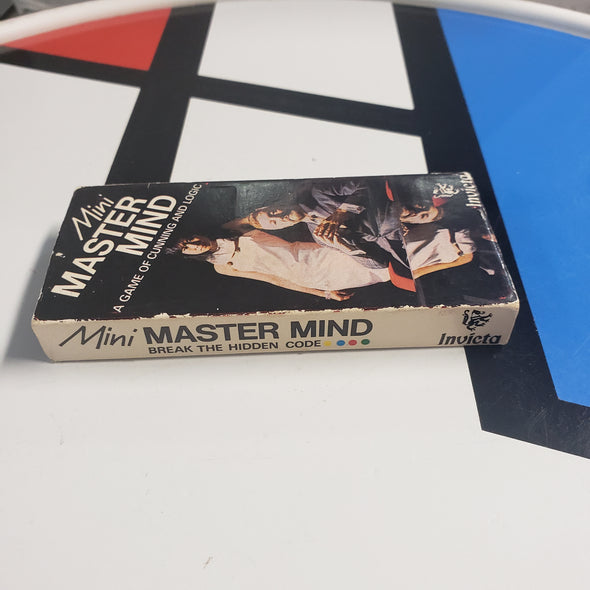 Mini
MASTER
MIND
A GAME OF CUNNING AND LOGIC
Invicta
Mini MASTER MIND
BREAK THE HIDDEN CODE
Invicta